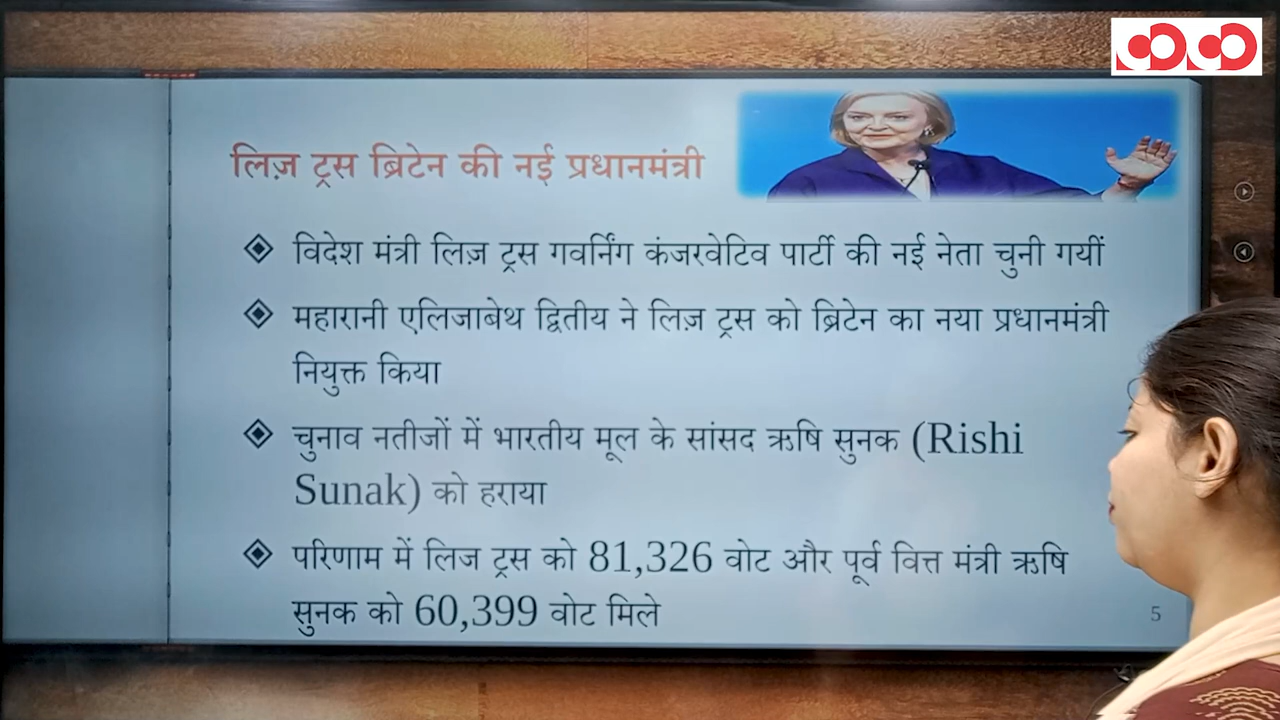 लिज़ ट्रस ब्रिटेन की नई प्रधानमंत्री
विदेश मंत्री लिज़ ट्रस गवर्निंग कंजरवेटिव पार्टी की नई नेता चुनी गयीं
महारानी एलिजाबेथ द्वितीय ने लिज़ ट्रस को ब्रिटेन का नया प्रधानमंत्री
नियुक्त किया
चुनाव नतीजों में भारतीय मूल के सांसद ऋषि सुनक (Rishi
Sunak) को हराया
परिणाम में लिज ट्रस को 81,326 वोट और पूर्व वित्त मंत्री ऋषि
सुनक को 60,399 वोट मिले
5